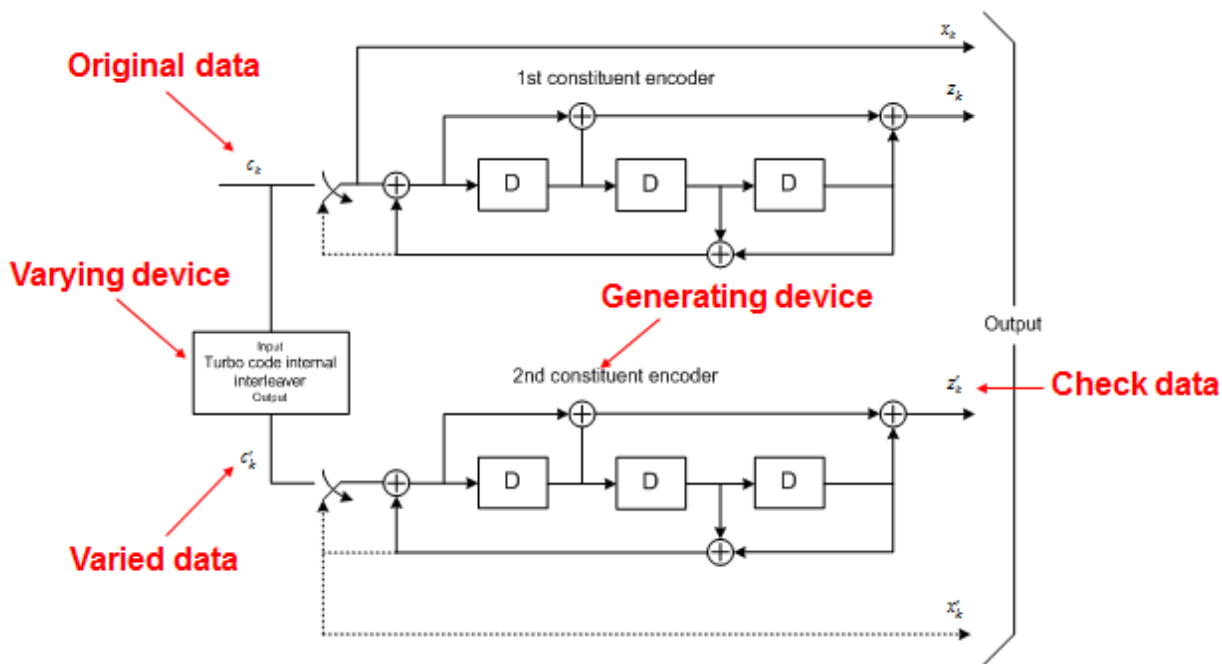 x_k
Original data
1st constituent encoder
z_k
c_k
D D D
Varying device
Generating device
Output
Input
Turbo code internal
interleaver
Output
2nd constituent encoder
z'_k
Check data
c'_k
D D D
Varied data
x'_k